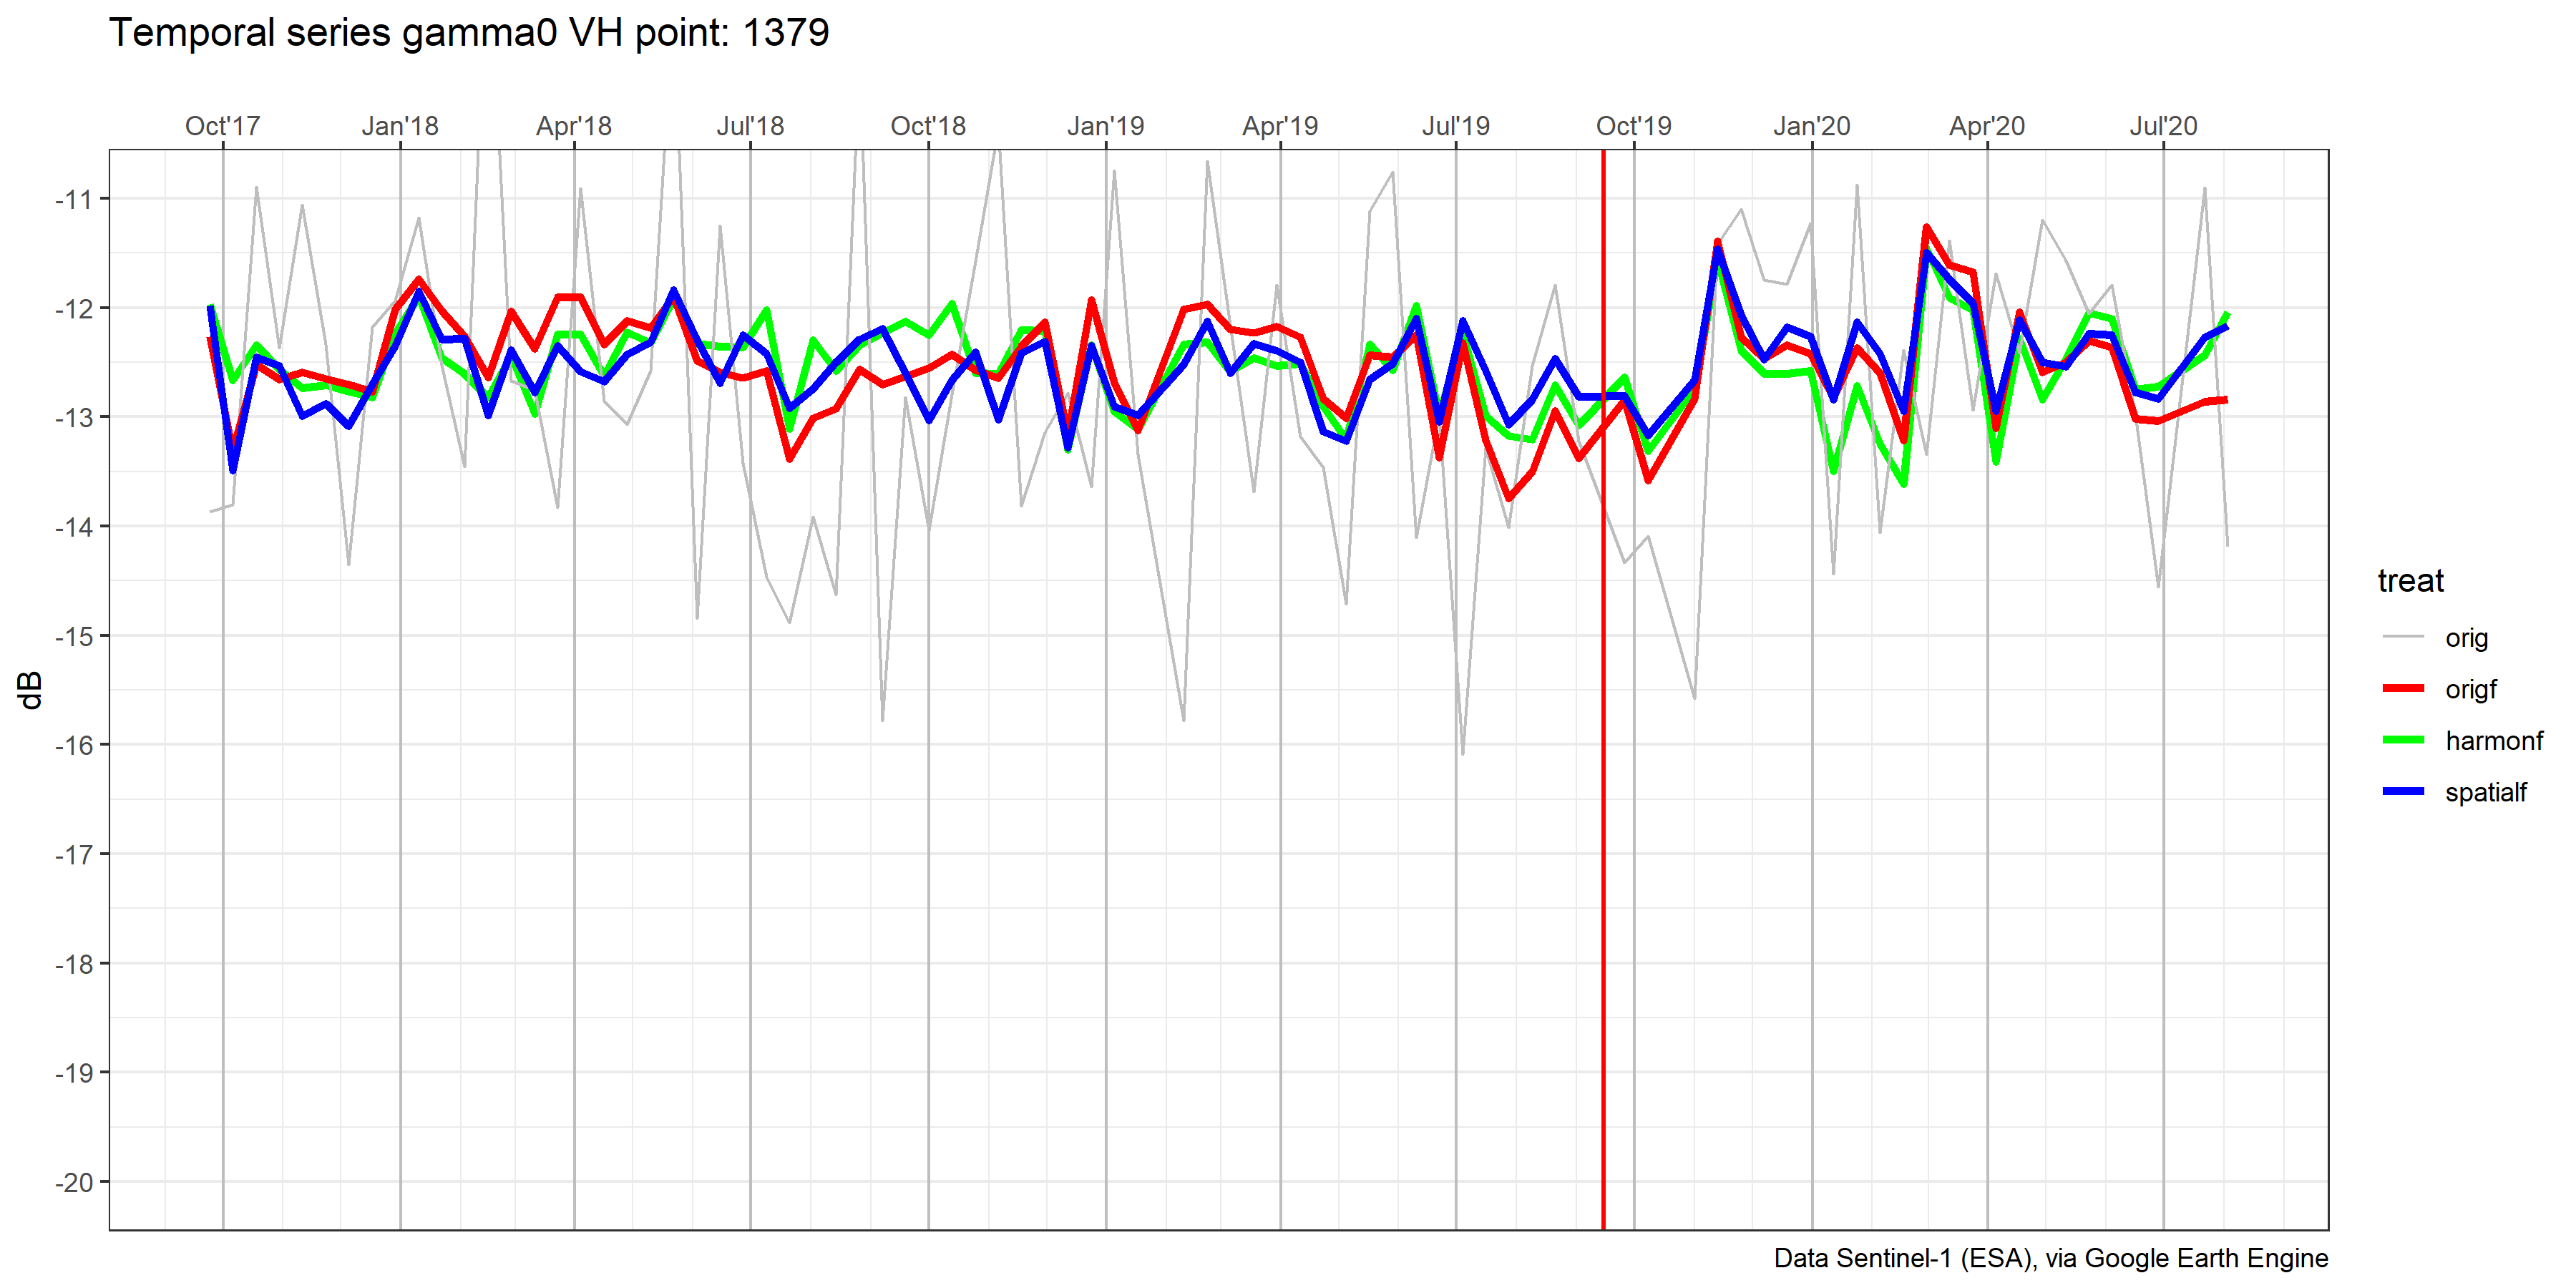 Temporal series gamma0 VH point: 1379
Oct'17 Jan'18 Apr'18 Jul'18 Oct'18 Jan'19 Apr'19 Jul'19 Oct'19 Jan'20 Apr'20 Jul'20
-11
-12
-13
-14
-15
-16
-17
-18
-19
-20
dB
treat
orig
origf
harmonf
spatialf
Data Sentinel-1 (ESA), via Google Earth Engine